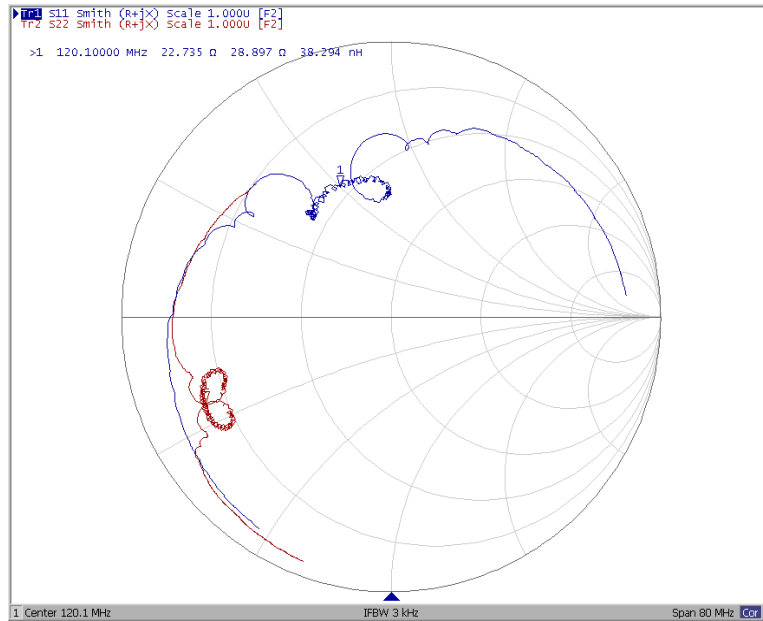 Tr1 S11 Smith (R+jX) Scale 1.000U [F2]
Tr2 S22 Smith (R+jX) Scale 1.000U [F2]
>1 120.10000 MHz 22.735 Ω 28.897 Ω 38.294 nH
1
1 Center 120.1 MHz IFBW 3 kHz Span 80 MHz Cor